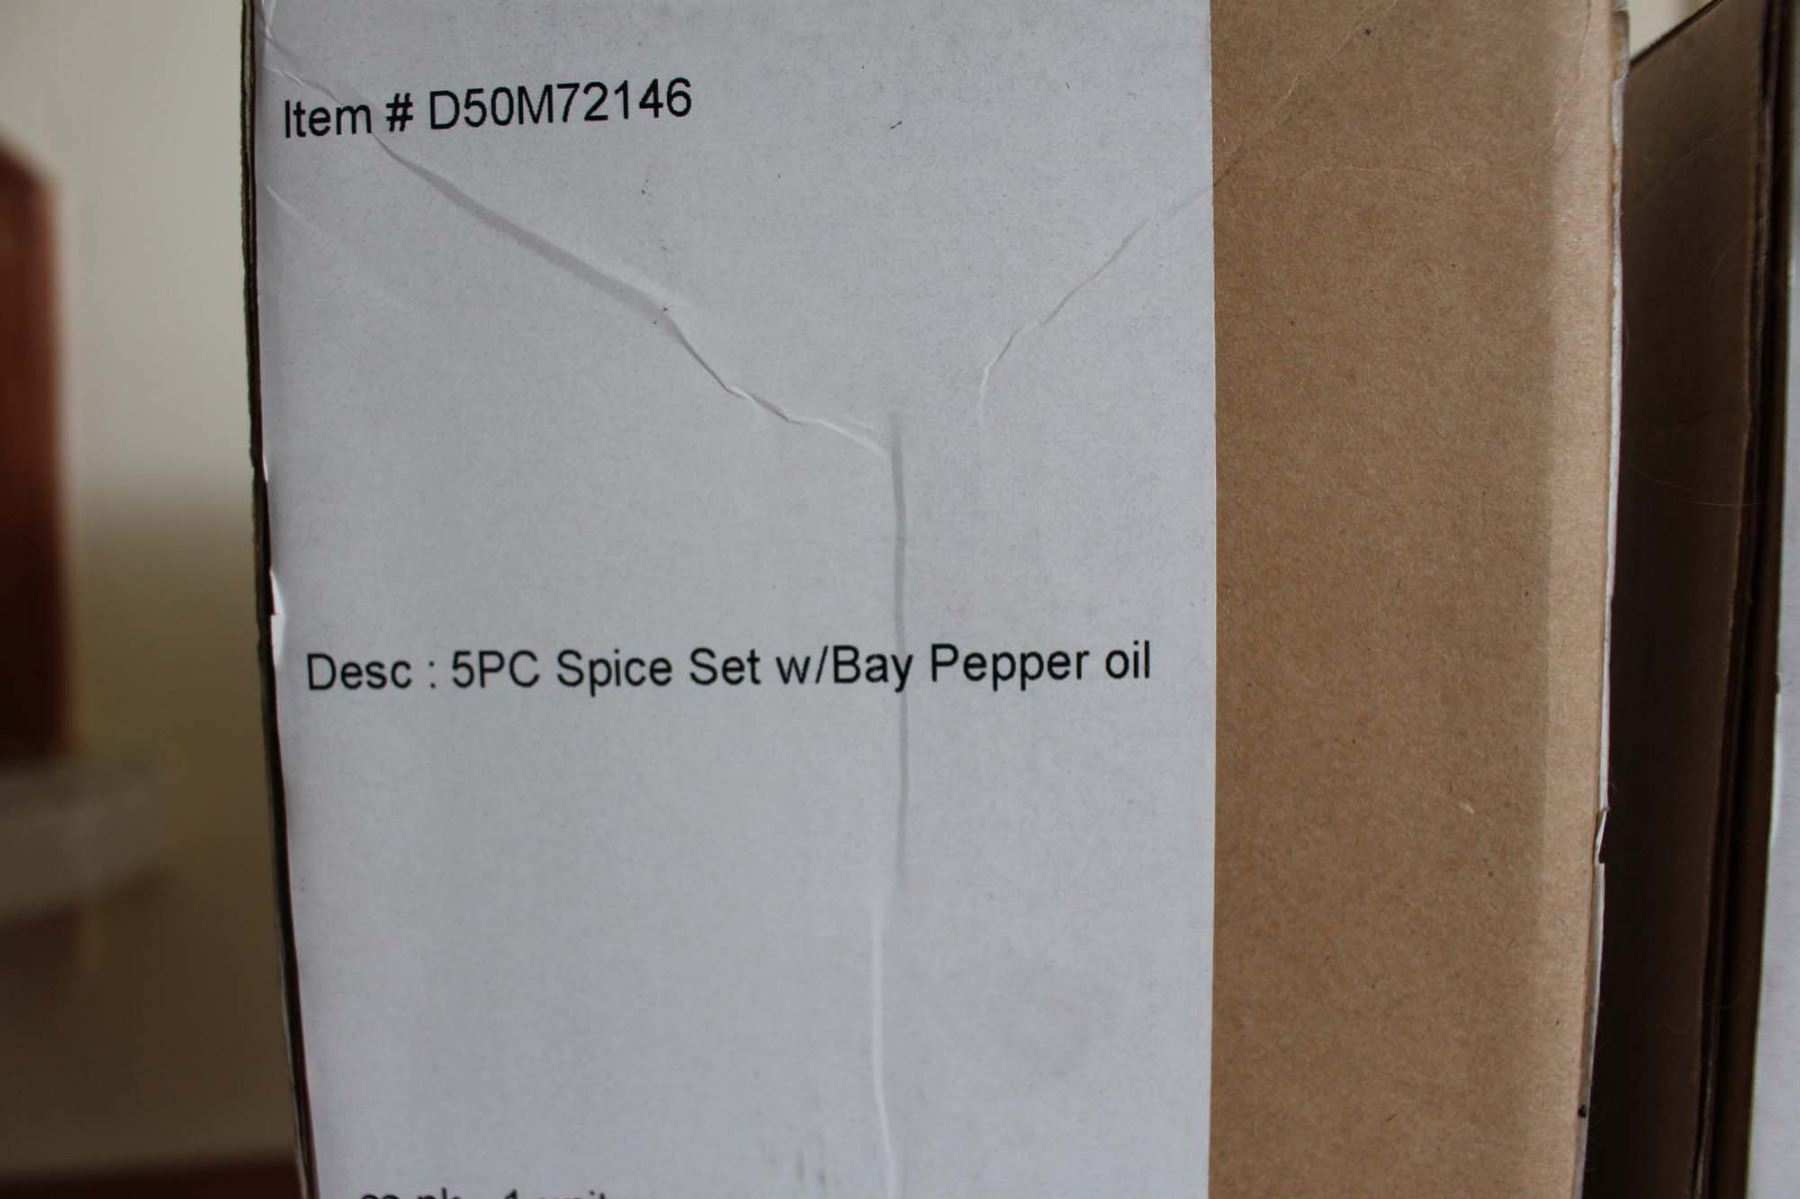 Item # D50M72146
Desc : 5PC Spice Set w/Bay Pepper oil